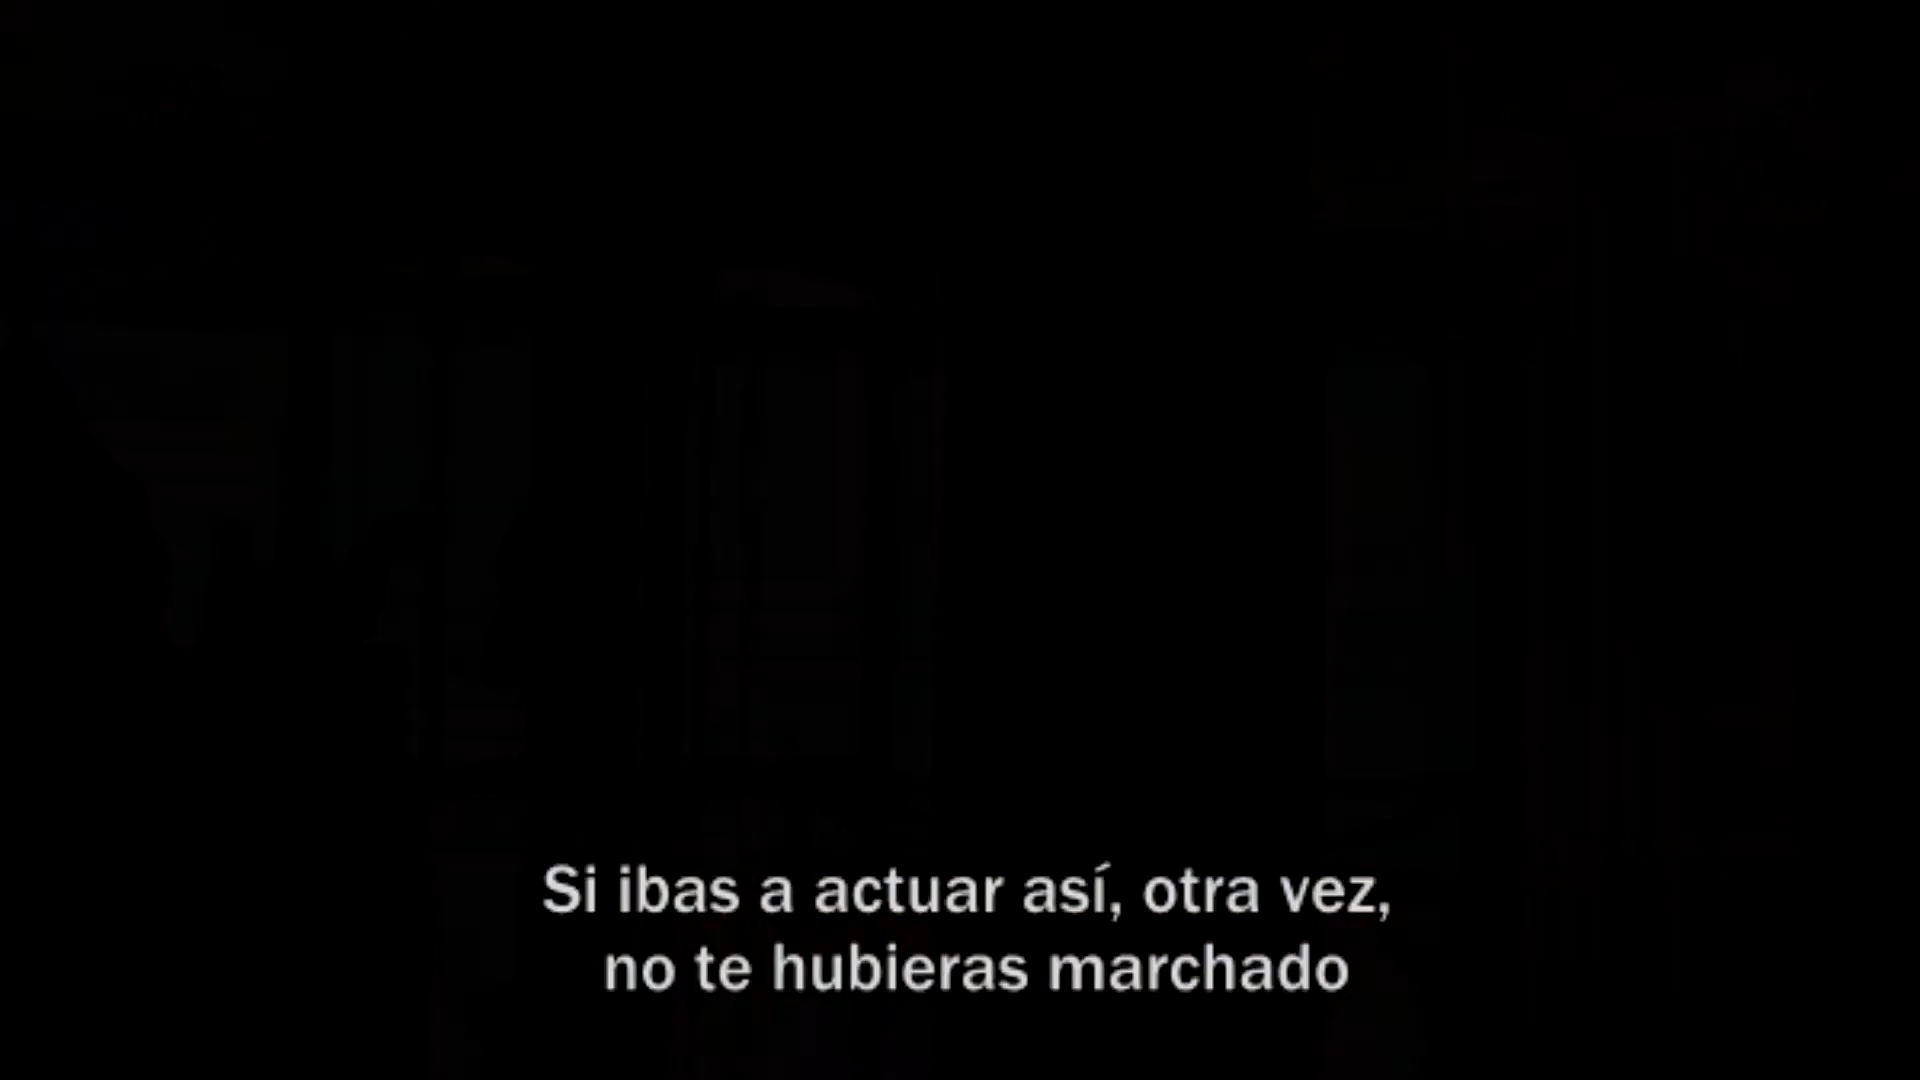 Si ibas a actuar así, otra vez,
no te hubieras marchado